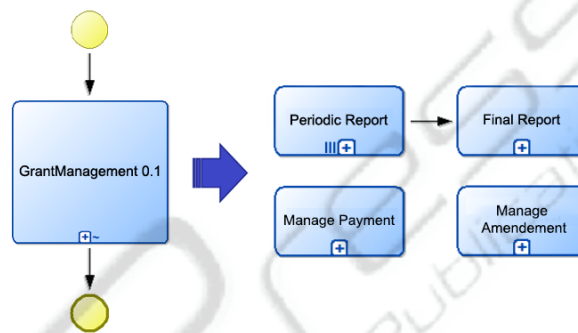 GrantManagement 0.1
Periodic Report
Final Report
Manage Payment
Manage
Amendement